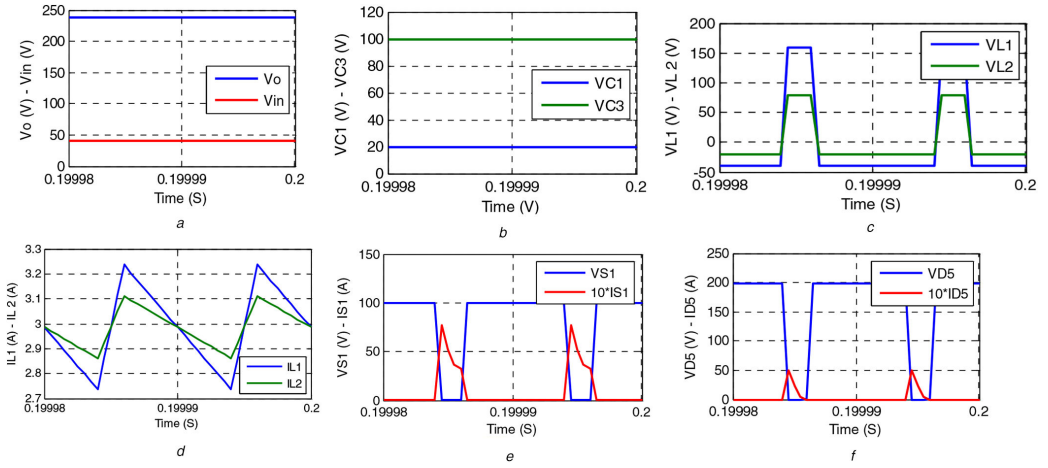 250
200
150
100
50
0
Vo (V) - Vin (V)
Vo
Vin
0.19998
0.19999
0.2
Time (S)
a
120
100
80
60
40
20
0
VC1 (V) - VC3 (V)
VC1
VC3
0.19998
0.19999
0.2
Time (V)
b
200
150
100
50
0
-50
VL1 (V) - VL 2 (V)
VL1
VL2
0.19998
0.19999
0.2
Time (S)
c
3.3
3.2
3.1
3
2.9
2.8
2.7
IL1 (A) - IL 2 (A)
IL1
IL2
0.19998
0.19999
0.2
Time (S)
d
150
100
50
0
VS1 (V) - IS1 (A)
VS1
10*IS1
0.19998
0.19999
0.2
Time (S)
e
250
200
150
100
50
0
VD5 (V) - ID5 (A)
VD5
10*ID5
0.19998
0.19999
0.2
Time (S)
f